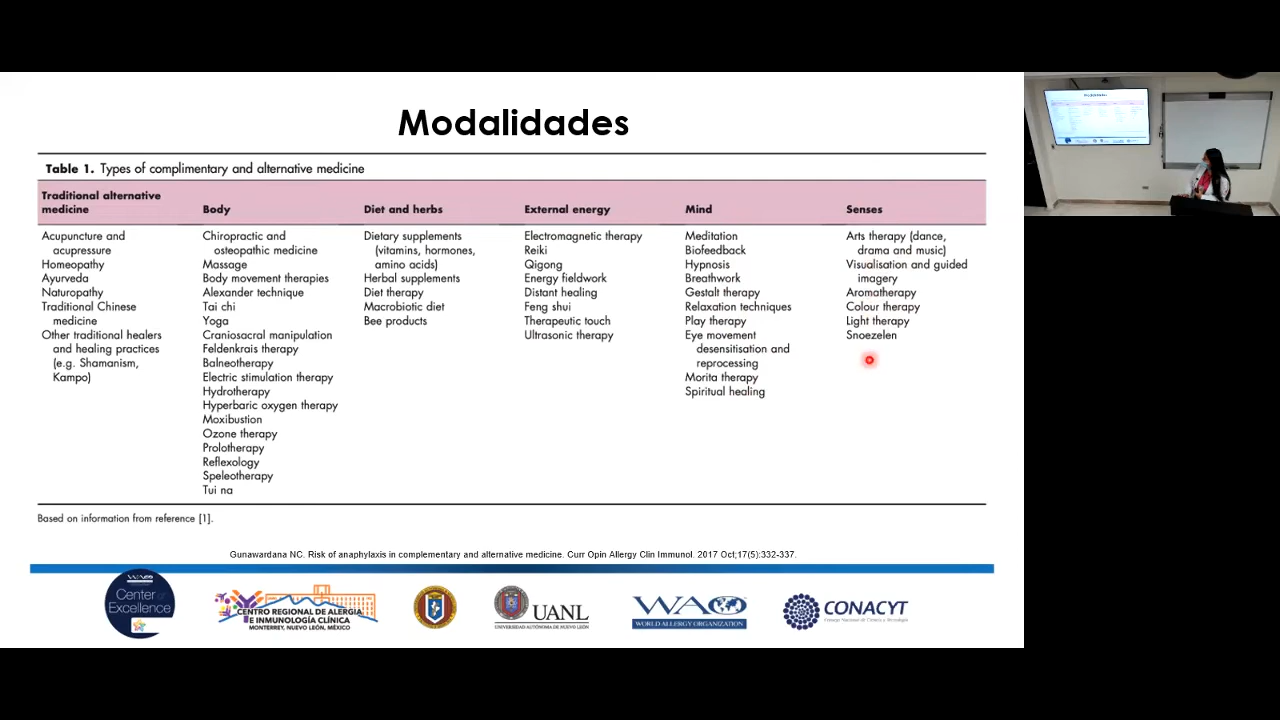 Modalidades
Table 1. Types of complimentary and alternative medicine
Traditional alternative
medicine
Body
Diet and herbs
External energy
Mind
Senses
Acupuncture and
acupressure
Homeopathy
Ayurveda
Naturopathy
Traditional Chinese
medicine
Other traditional healers
and healing practices
(e.g. Shamanism,
Kampo)
Chiropractic and
osteopathic medicine
Massage
Body movement therapies
Alexander technique
Tai chi
Yoga
Craniosacral manipulation
Feldenkrais therapy
Balneotherapy
Electric stimulation therapy
Hydrotherapy
Hyperbaric oxygen therapy
Moxibustion
Ozone therapy
Prolotherapy
Reflexology
Speleotherapy
Tui na
Dietary supplements
(vitamins, hormones,
amino acids)
Herbal supplements
Diet therapy
Macrobiotic diet
Bee products
Electromagnetic therapy
Reiki
Qigong
Energy fieldwork
Distant healing
Feng shui
Therapeutic touch
Ultrasonic therapy
Meditation
Biofeedback
Hypnosis
Breathwork
Gestalt therapy
Relaxation techniques
Play therapy
Eye movement
desensitisation and
reprocessing
Morita therapy
Spiritual healing
Arts therapy (dance,
drama and music)
Visualisation and guided
imagery
Aromatherapy
Colour therapy
Light therapy
Snoezelen
Based on information from reference [1].
Gunawardana NC. Risk of anaphylaxis in complementary and alternative medicine. Curr Opin Allergy Clin Immunol. 2017 Oct;17(5):332-337.
WAO
Center of
Excellence
CENTRO REGIONAL DE ALERGIA
E INMUNOLOGÍA CLÍNICA
MONTERREY, NUEVO LEÓN, MÉXICO
UANL
UNIVERSIDAD AUTÓNOMA DE NUEVO LEÓN
WAO
WORLD ALLERGY ORGANIZATION
CONACYT
Consejo Nacional de Ciencia y Tecnología